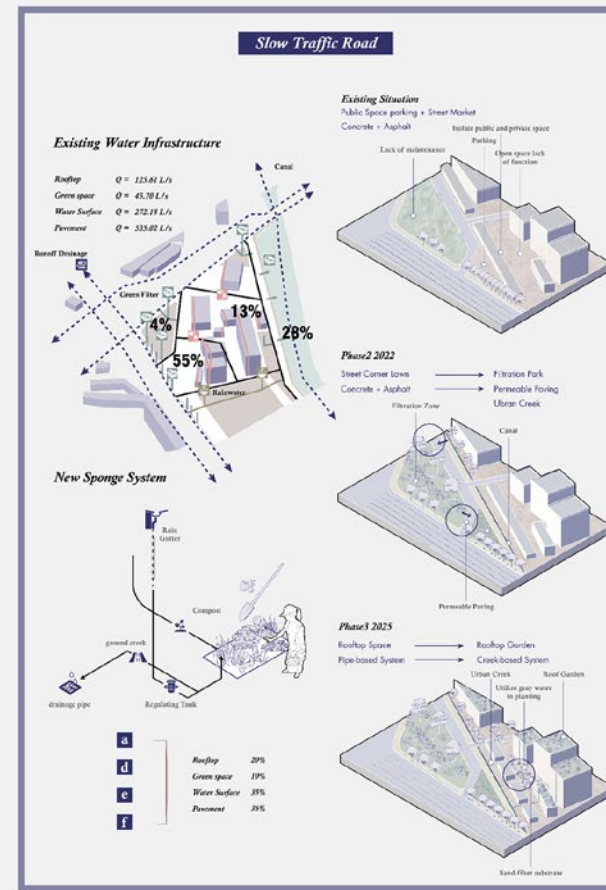 Slow Traffic Road
Existing Water Infrastructure
Rooftop Q = 125.61 L/s
Green space Q = 45.70 L/s
Water Surface Q = 272.18 L/s
Pavement Q = 535.02 L/s
Canal
Runoff Drainage
Green Filter
4%
13%
28%
55%
Rainwater
New Sponge System
Rain
Gutter
Compost
ground creek
drainage pipe
Regulating Tank
a
d
e
f
Rooftop 20%
Green space 10%
Water Surface 35%
Pavement 35%
Existing Situation
Public Space parking + Street Market
Concrete + Asphalt
Isolate public and private space
Parking
Lack of maintenance
Open space lack
of function
Phase2 2022
Street Corner Lawn Filtration Park
Concrete + Asphalt Permeable Paving
Ubran Creek
Filtration Zone
Canal
Permeable Paving
Phase3 2025
Rooftop Space Rooftop Garden
Pipe-based System Creek-based System
Urban Creek
Utilize gray water
in planting
Roof Garden
Sand-filter substrate